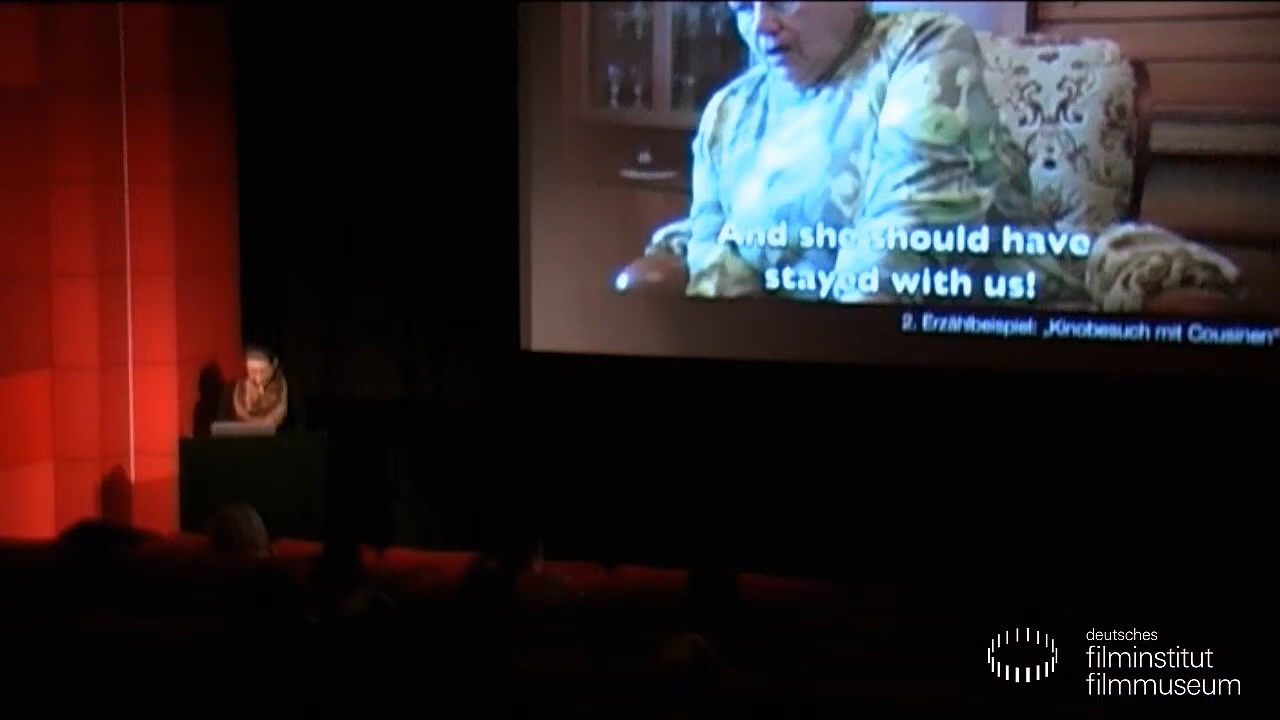 And she should have
stayed with us!
2. Erzählbeispiel: „Kinobesuch mit Cousinen"
deutsches
filminstitut
filmmuseum